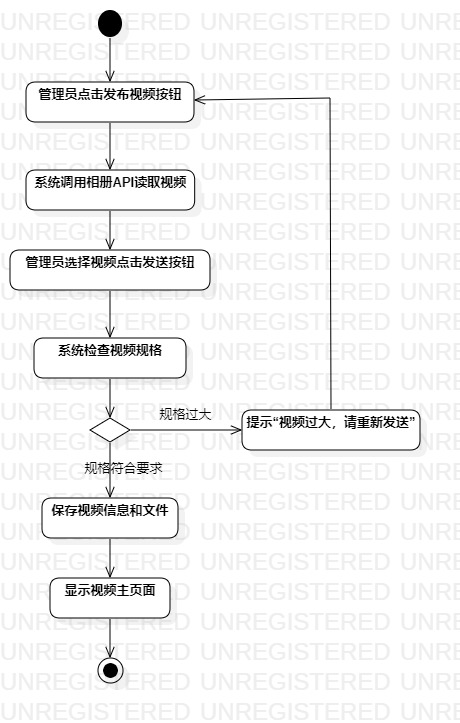 管理员点击发布视频按钮
系统调用相册API读取视频
管理员选择视频点击发送按钮
系统检查视频规格
规格过大
提示“视频过大，请重新发送”
规格符合要求
保存视频信息和文件
显示视频主页面
UNREGISTERED